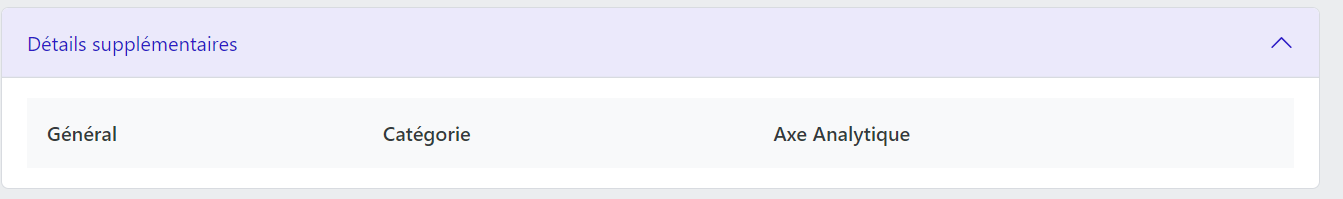 Détails supplémentaires
Général Catégorie Axe Analytique